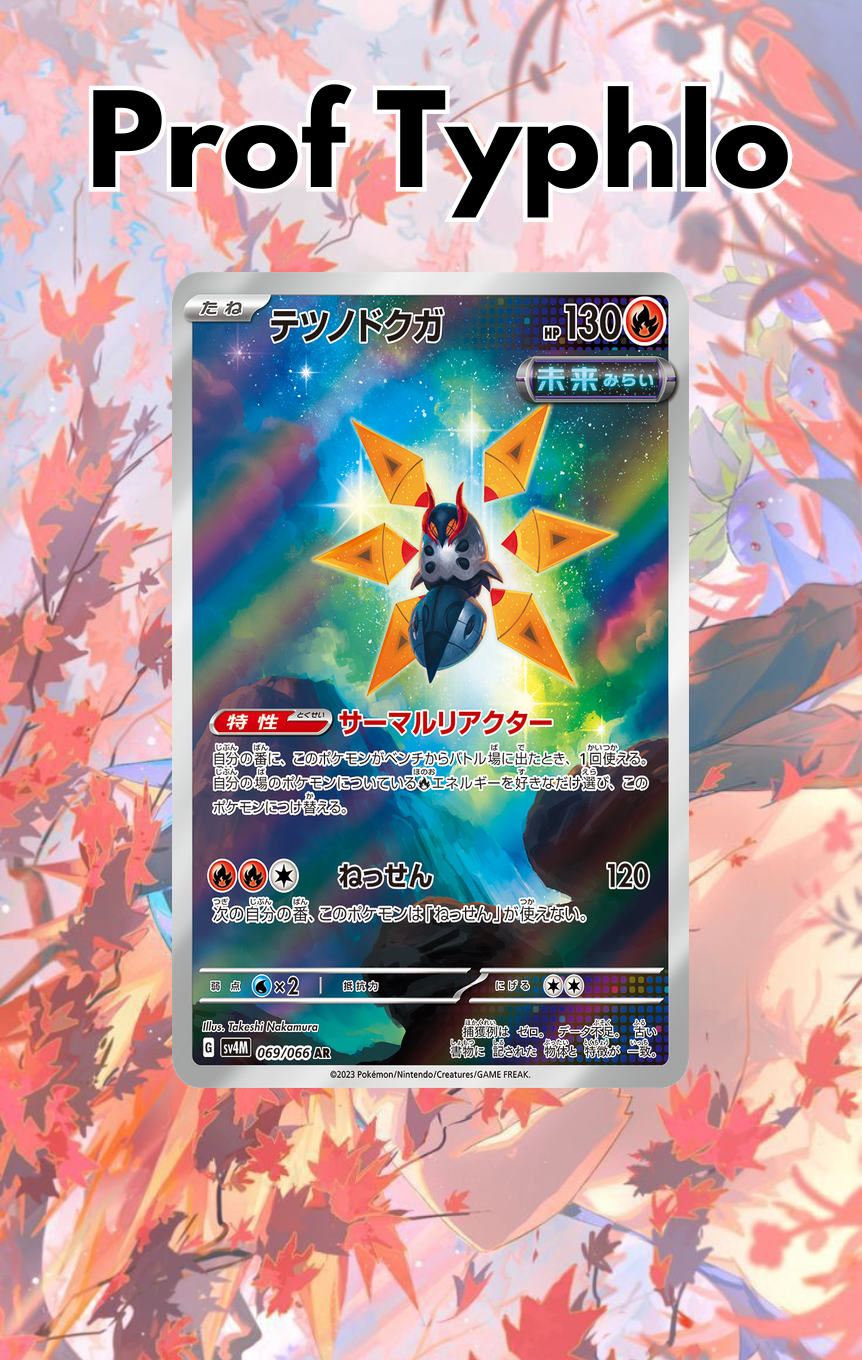 Prof Typhlo
たね テツノドクガ HP 130
未来 みらい
特性 とくせい サーマルリアクター
自分の番に、このポケモンがベンチからバトル場に出たとき、1回使える。
自分の場のポケモンについている エネルギーを好きなだけ選び、この
ポケモンにつけ替える。
ねっせん 120
次の自分の番、このポケモンは「ねっせん」が使えない。
弱点 ×2 抵抗力 にげる
Illus. Takeshi Nakamura
捕獲例は ゼロ。 データ不足。 古い
書物に 記された 物体と 特徴が 一致。
G sv4M 069/066 AR
©2023 Pokémon/Nintendo/Creatures/GAME FREAK.